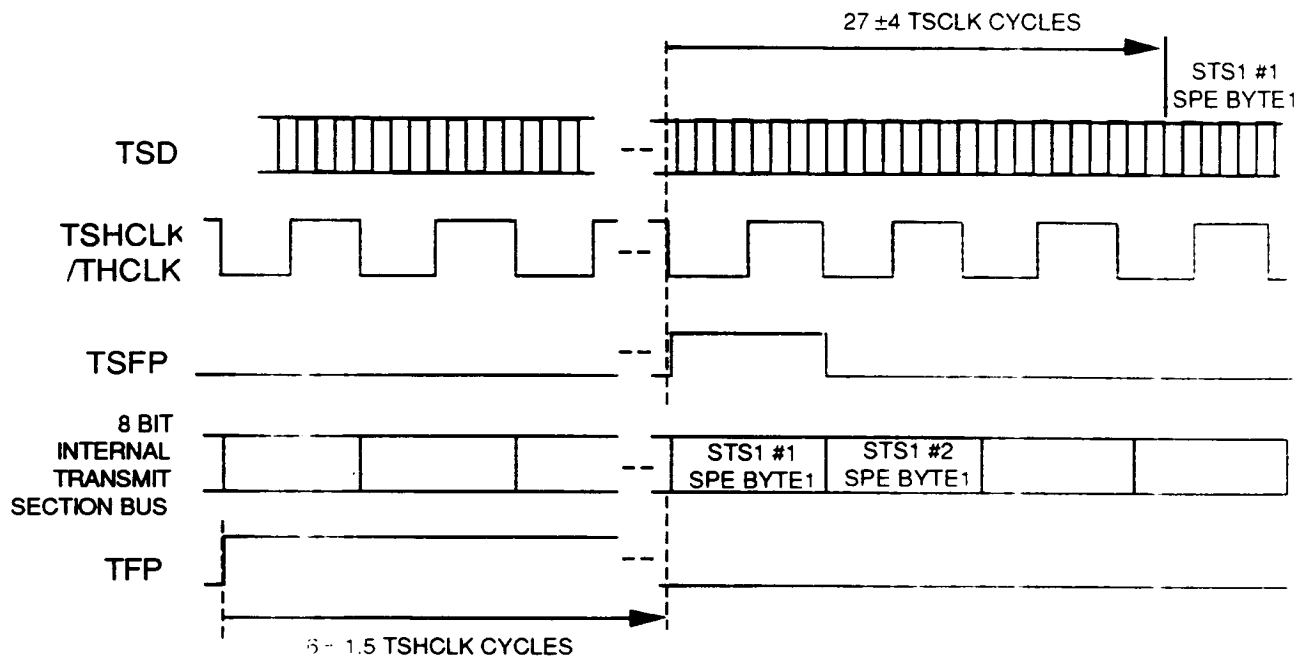 27 ±4 TSCLK CYCLES
STS1 #1
SPE BYTE1
TSD
TSHCLK
/THCLK
TSFP
8 BIT
INTERNAL
TRANSMIT
SECTION BUS
STS1 #1
SPE BYTE1
STS1 #2
SPE BYTE1
TFP
1.5 TSHCLK CYCLES